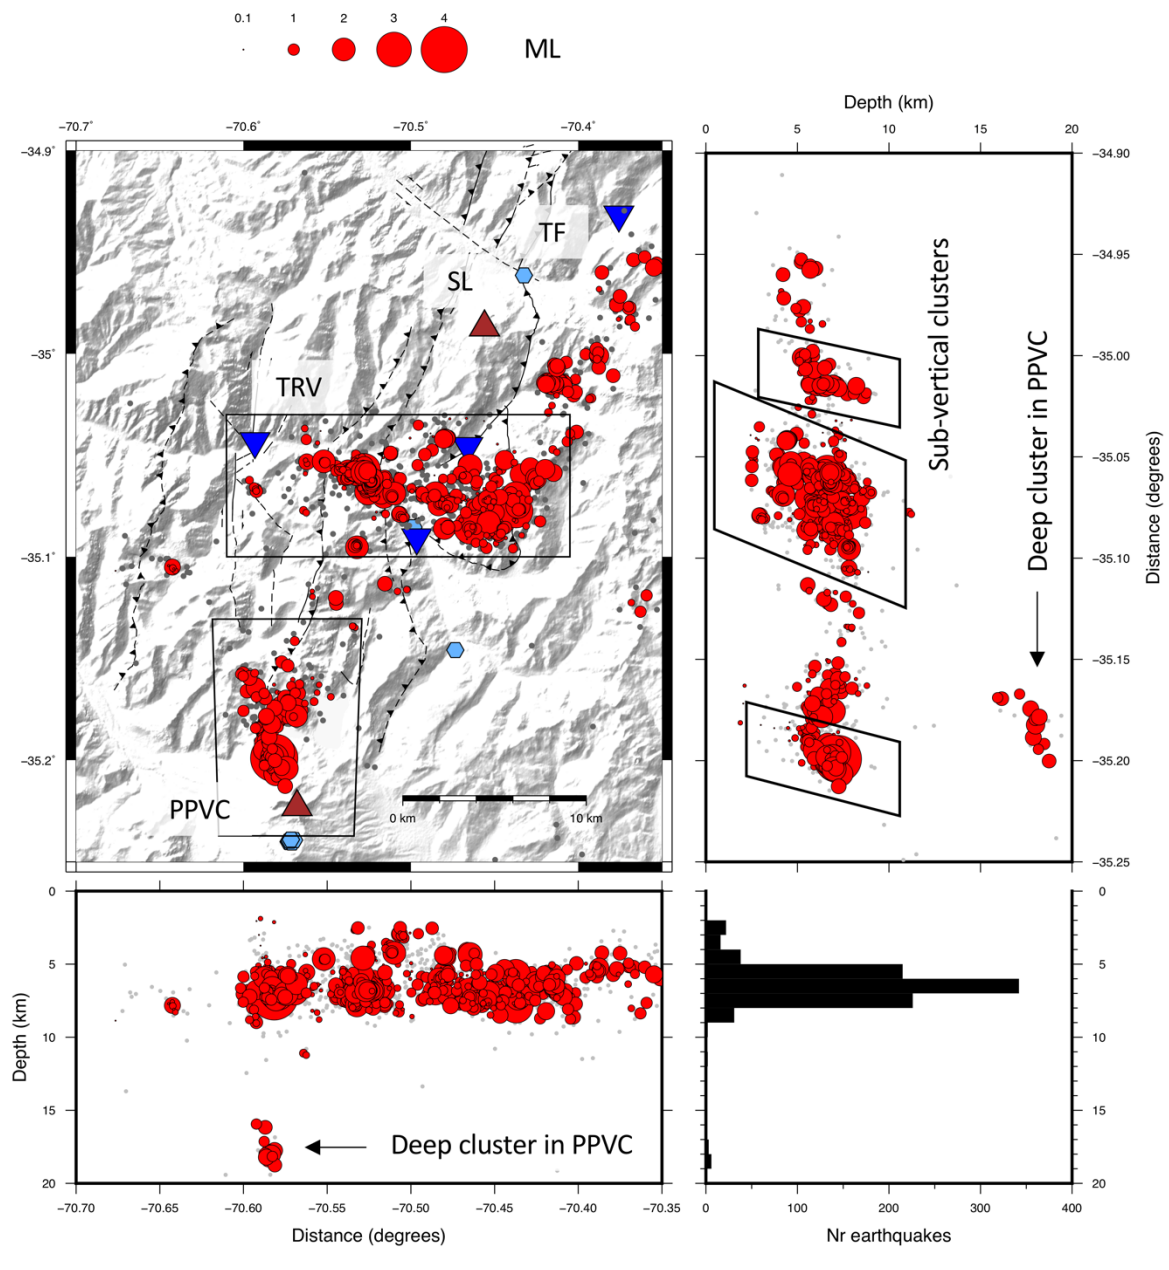 0.1 1 2 3 4
ML
Depth (km)
−70.7˚ −70.6˚ −70.5˚ −70.4˚
0 5 10 15 20
−34.9˚
−34.90
TF
SL
−34.95
−35˚
−35.00
TRV
Sub-vertical clusters
−35.05
Deep cluster in PPVC
Distance (degrees)
−35.1˚
−35.10
−35.15
−35.2˚
−35.20
PPVC
0 km 10 km
−35.25
0
5
10
15
20
Depth (km)
Deep cluster in PPVC
−70.70 −70.65 −70.60 −70.55 −70.50 −70.45 −70.40 −70.35
Distance (degrees)
0
5
10
15
20
0 100 200 300 400
Nr earthquakes